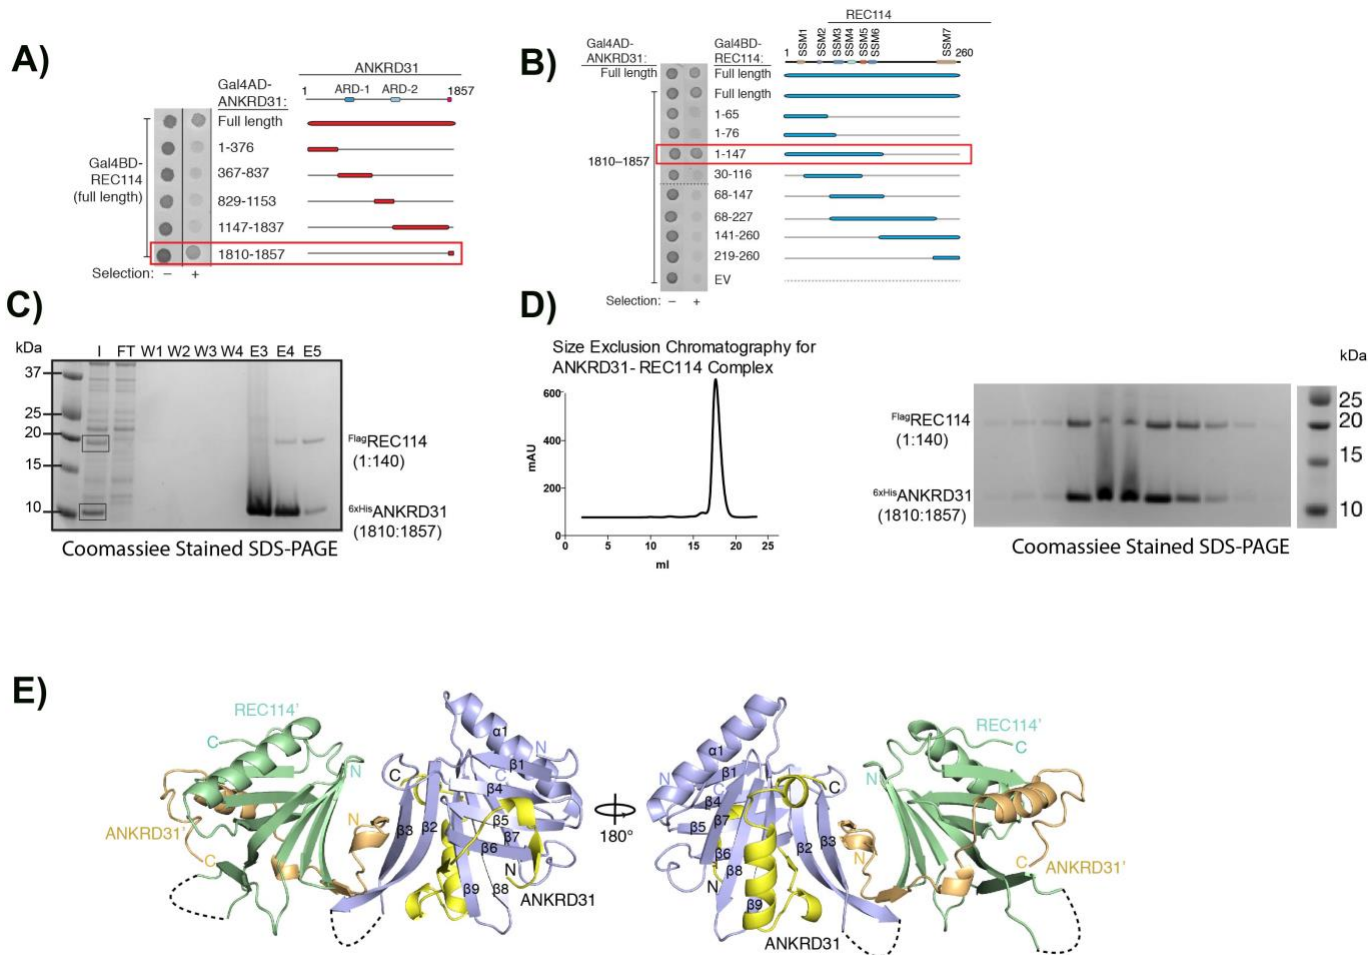 A)
ANKRD31
Gal4AD-
ANKRD31:
1 ARD-1 ARD-2 1857
Full length
1-376
Gal4BD-
REC114
(full length)
367-837
829-1153
1147-1837
1810-1857
Selection: – +
B)
REC114
Gal4AD-
ANKRD31:
Gal4BD-
REC114:
1 SSM1 SSM2 SSM3 SSM4 SSM5 SSM6 SSM7 260
Full length Full length
Full length
1-65
1-76
1810–1857 1-147
30-116
68-147
68-227
141-260
219-260
EV
Selection: – +
C)
kDa I FT W1 W2 W3 W4 E3 E4 E5
37
25
20
15
10
FlagREC114
(1:140)
6xHisANKRD31
(1810:1857)
Coomassiee Stained SDS-PAGE
D)
Size Exclusion Chromatography for
ANKRD31- REC114 Complex
600
400
200
0
mAU
0 5 10 15 20 25
ml
kDa
25
20
15
10
FlagREC114
(1:140)
6xHisANKRD31
(1810:1857)
Coomassiee Stained SDS-PAGE
E)
REC114'
C
N
ANKRD31'
C
N
α1
N
β1
C
C
β4
β3
β2
β5
β7
β6
N
β9
β8
ANKRD31
180°
α1
N
β1
C
C
β4
β5
β7
β6
β2
β3
β8
N
β9
ANKRD31
REC114'
C
N
N
C
ANKRD31'